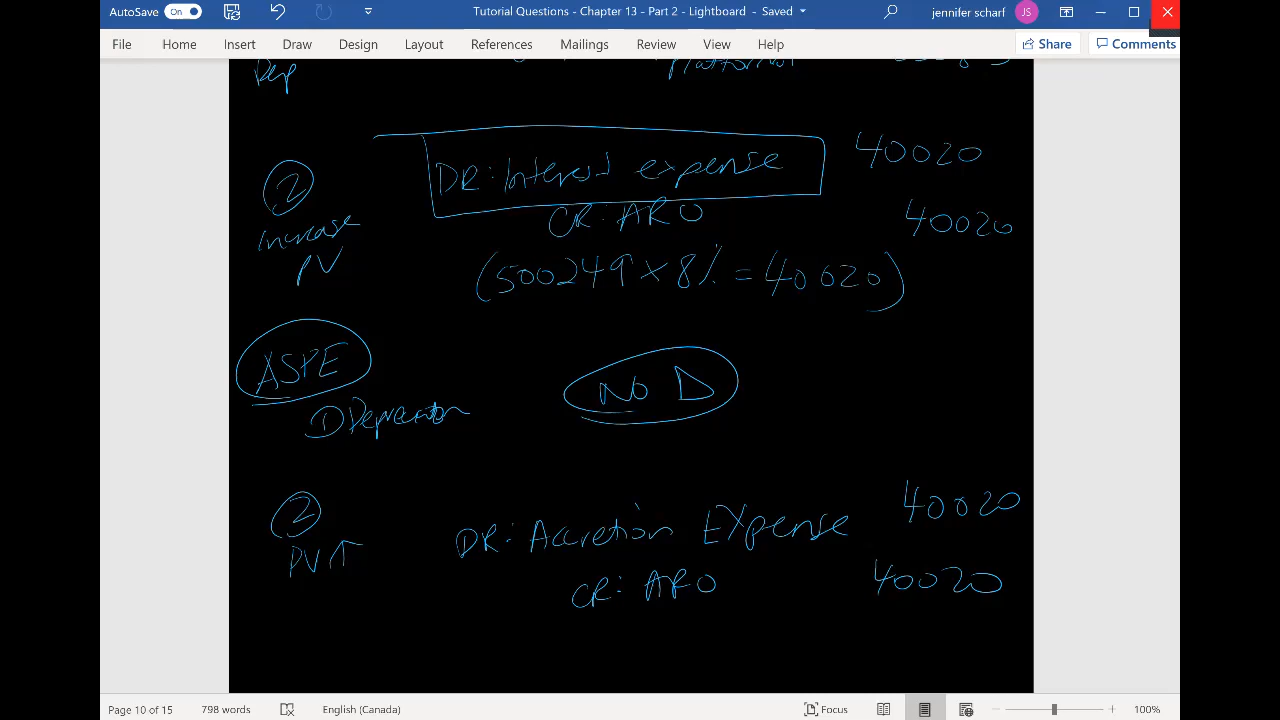 AutoSave On Tutorial Questions - Chapter 13 - Part 2 - Lightboard - Saved jennifer scharf JS
File Home Insert Draw Design Layout References Mailings Review View Help Share Comments
Dep
40020
DR: Interest expense
②
CR: ARO 40020
Increase
PV
(500249 × 8% = 40020)
ASPE
NO D
① Depreciation
40020
②
DR: Accretion Expense
PV ↑
CR: ARO 40020
Page 10 of 15 798 words English (Canada) Focus 100%